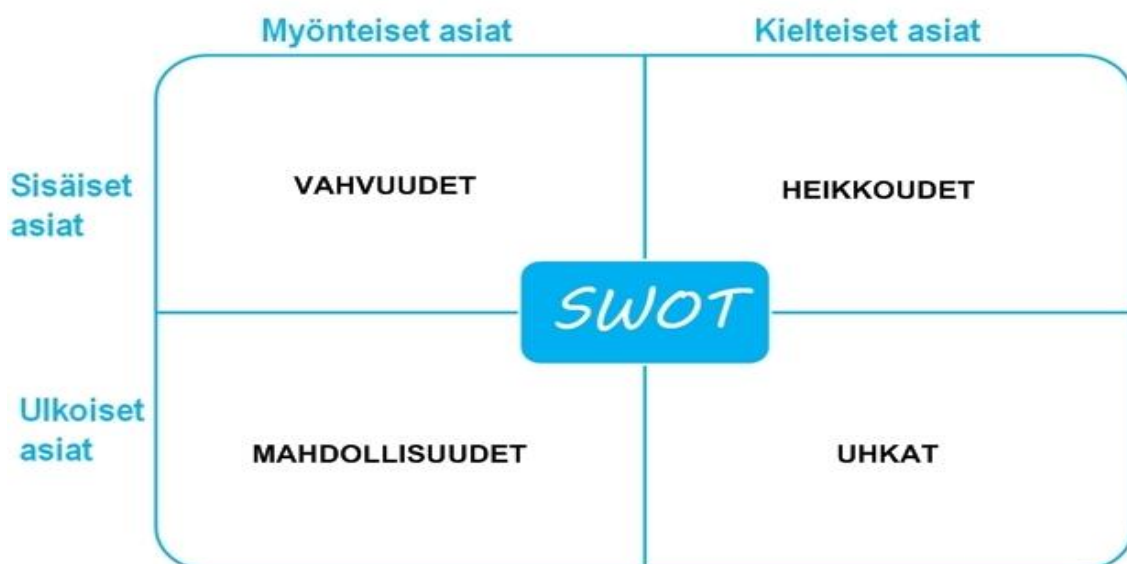 Myönteiset asiat
Kielteiset asiat
Sisäiset
asiat
VAHVUUDET
HEIKKOUDET
SWOT
Ulkoiset
asiat
MAHDOLLISUUDET
UHKAT